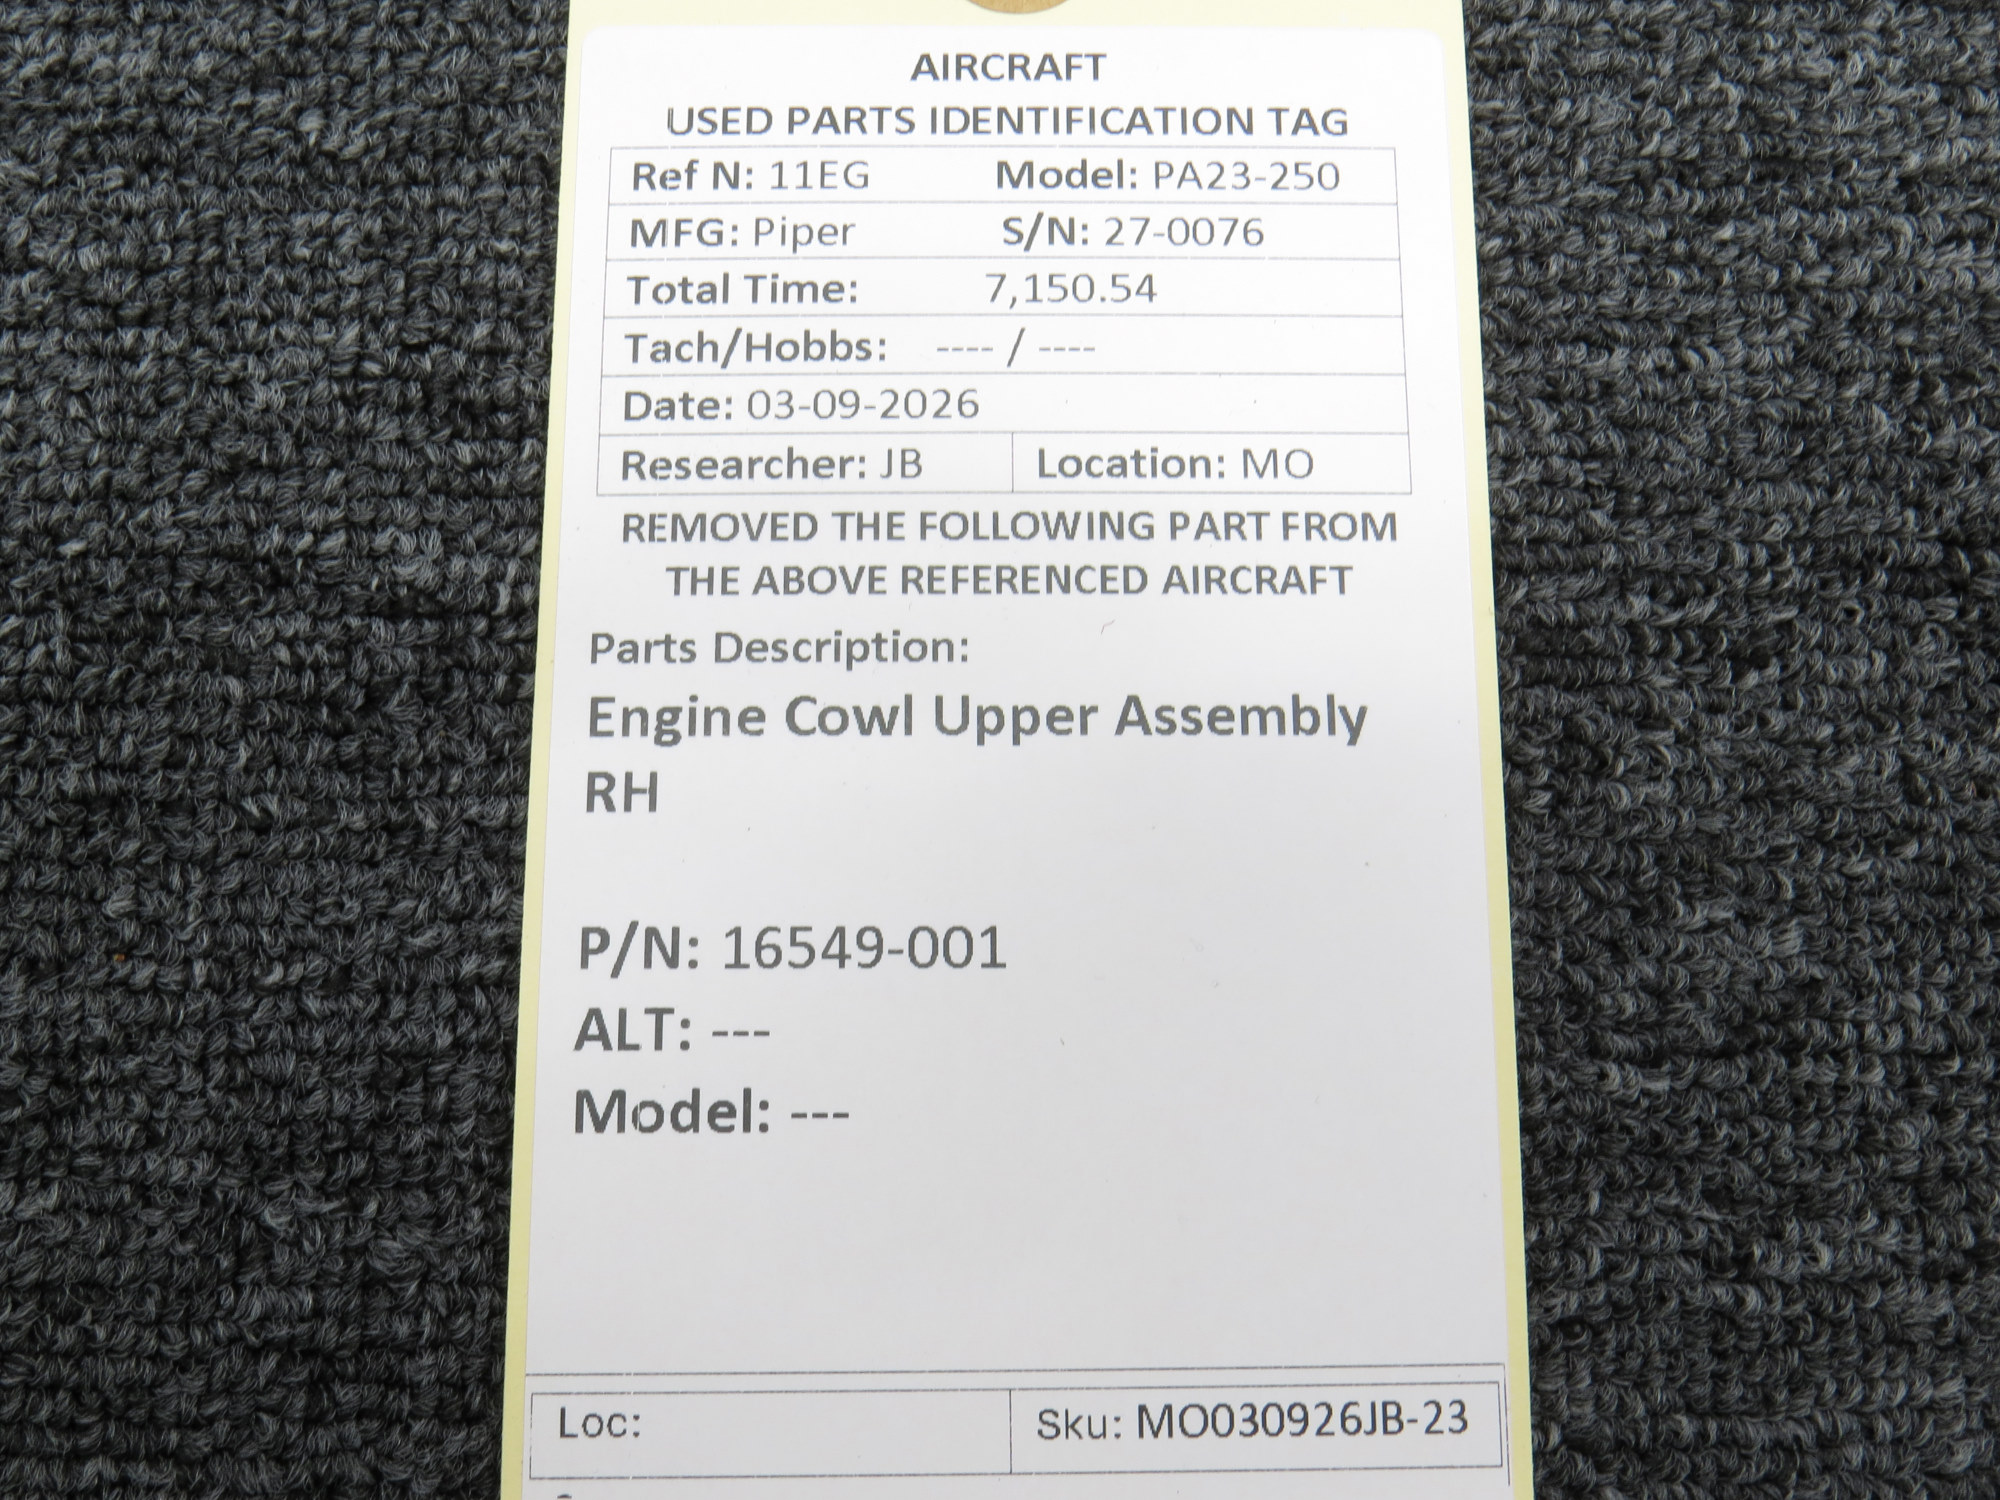 AIRCRAFT
USED PARTS IDENTIFICATION TAG
Ref N: 11EG Model: PA23-250
MFG: Piper S/N: 27-0076
Total Time: 7,150.54
Tach/Hobbs: ---- / ----
Date: 03-09-2026
Researcher: JB Location: MO
REMOVED THE FOLLOWING PART FROM
THE ABOVE REFERENCED AIRCRAFT
Parts Description:
Engine Cowl Upper Assembly
RH
P/N: 16549-001
ALT: ---
Model: ---
Loc: Sku: MO030926JB-23